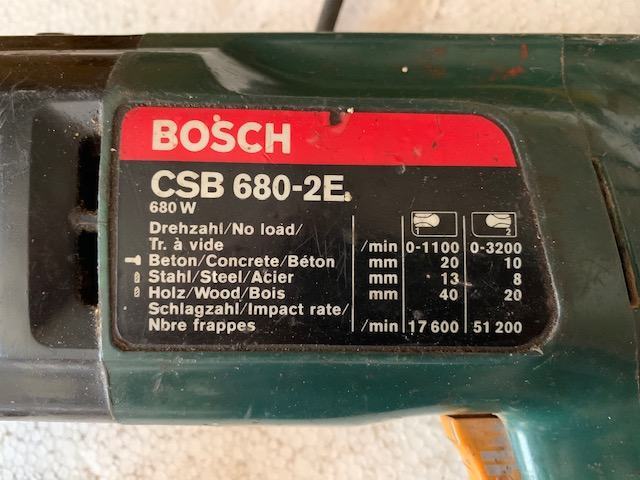 BOSCH
CSB 680-2E
680 W
Drehzahl/No load/ 1 2
Tr. à vide /min 0-1100 0-3200
Beton/Concrete/Béton mm 20 10
Stahl/Steel/Acier mm 13 8
Holz/Wood/Bois mm 40 20
Schlagzahl/Impact rate/
Nbre frappes /min 17 600 51 200